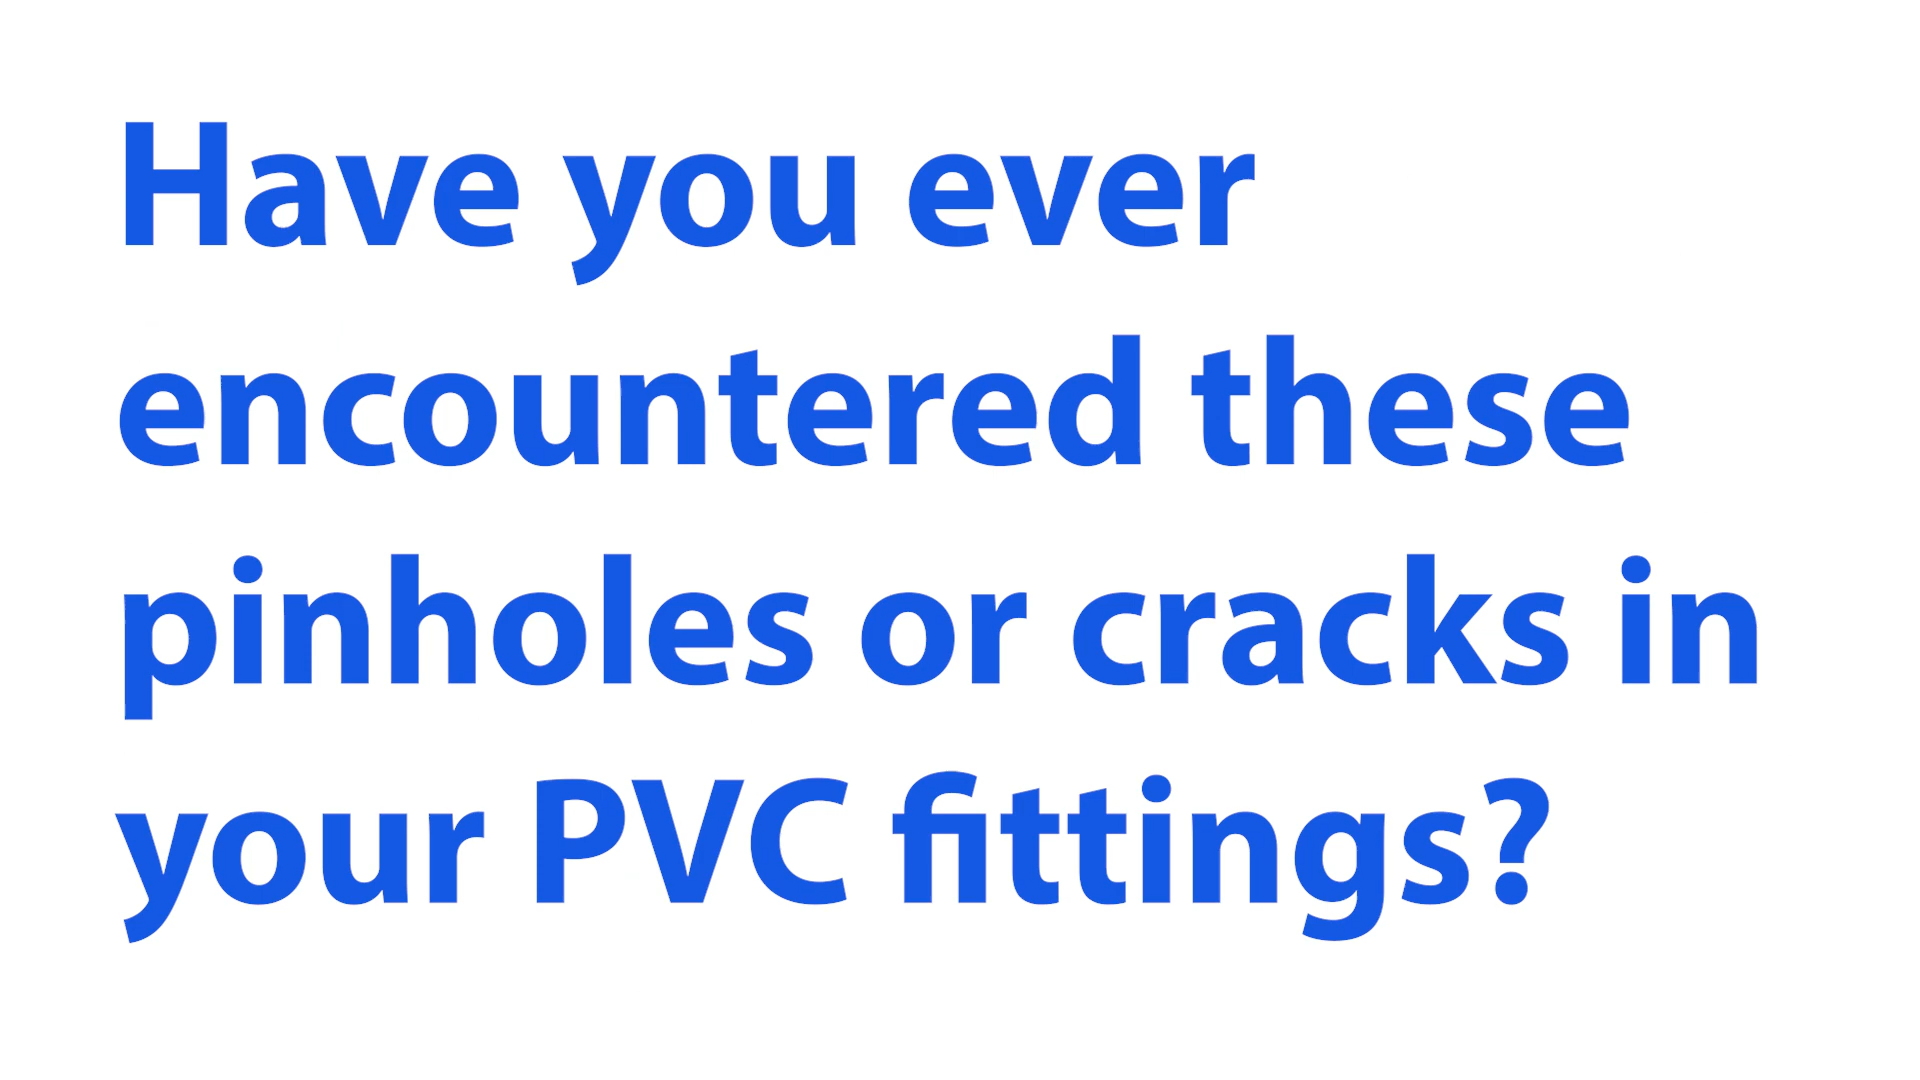 Have you ever
encountered these
pinholes or cracks in
your PVC fittings?